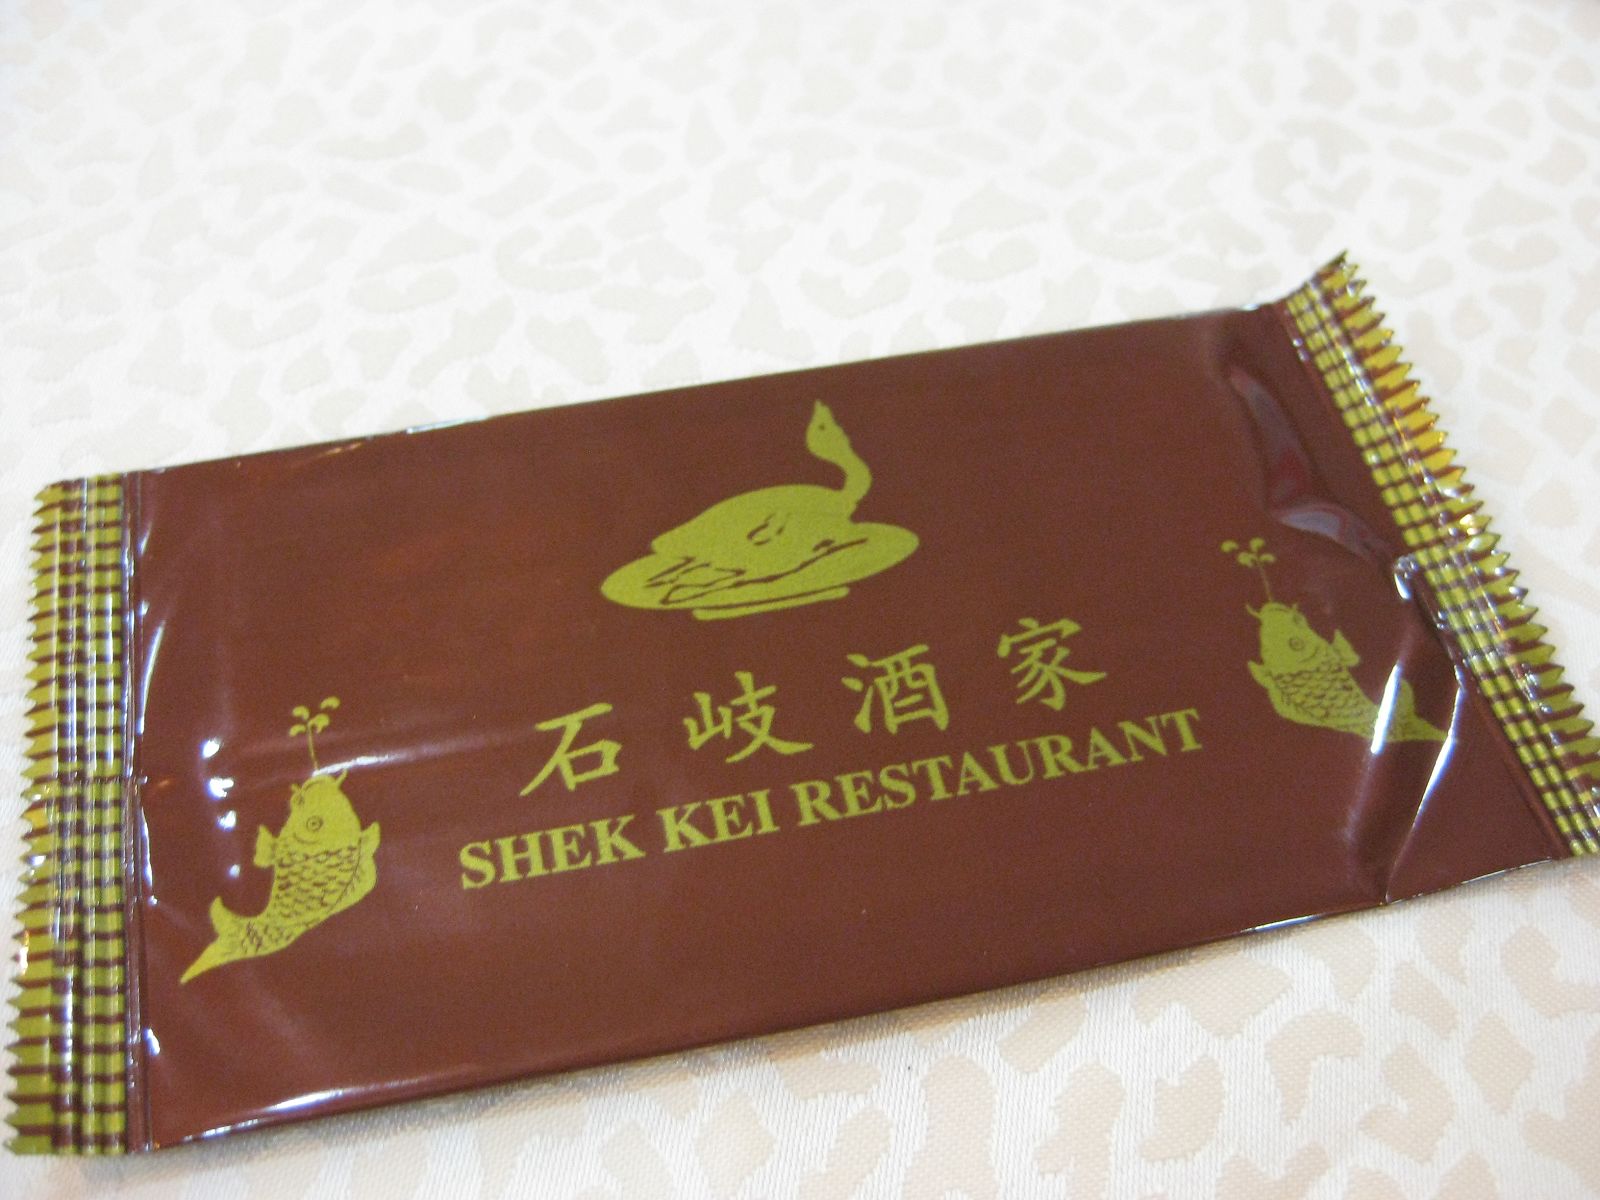 石岐酒家
SHEK KEI RESTAURANT